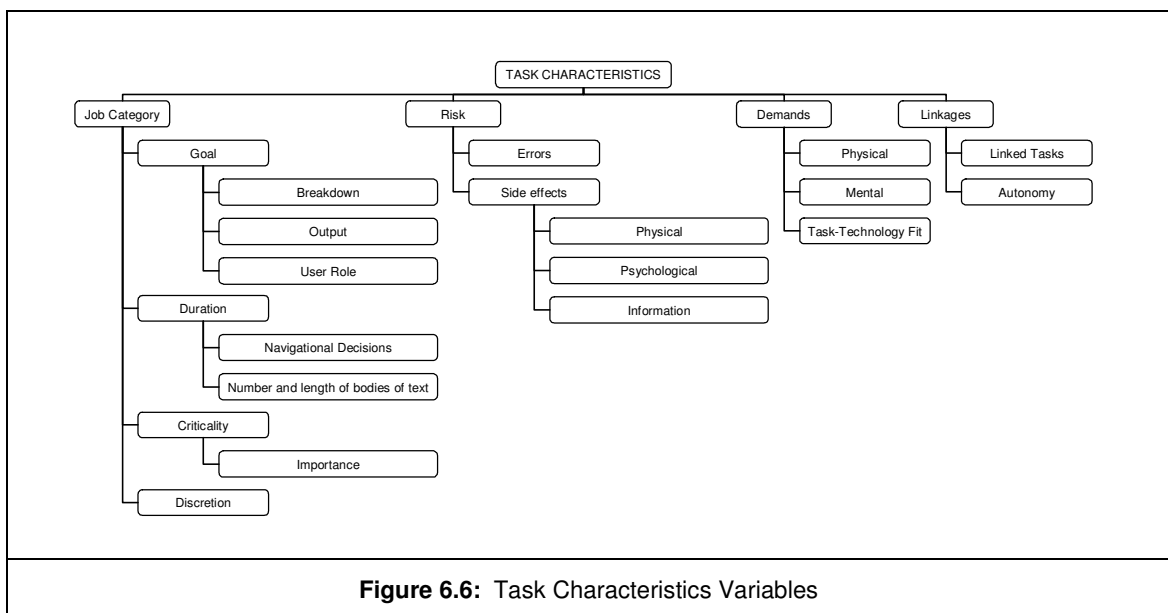 TASK CHARACTERISTICS
Job Category
Goal
Breakdown
Output
User Role
Duration
Navigational Decisions
Number and length of bodies of text
Criticality
Importance
Discretion
Risk
Errors
Side effects
Physical
Psychological
Information
Demands
Physical
Mental
Task-Technology Fit
Linkages
Linked Tasks
Autonomy
Figure 6.6: Task Characteristics Variables